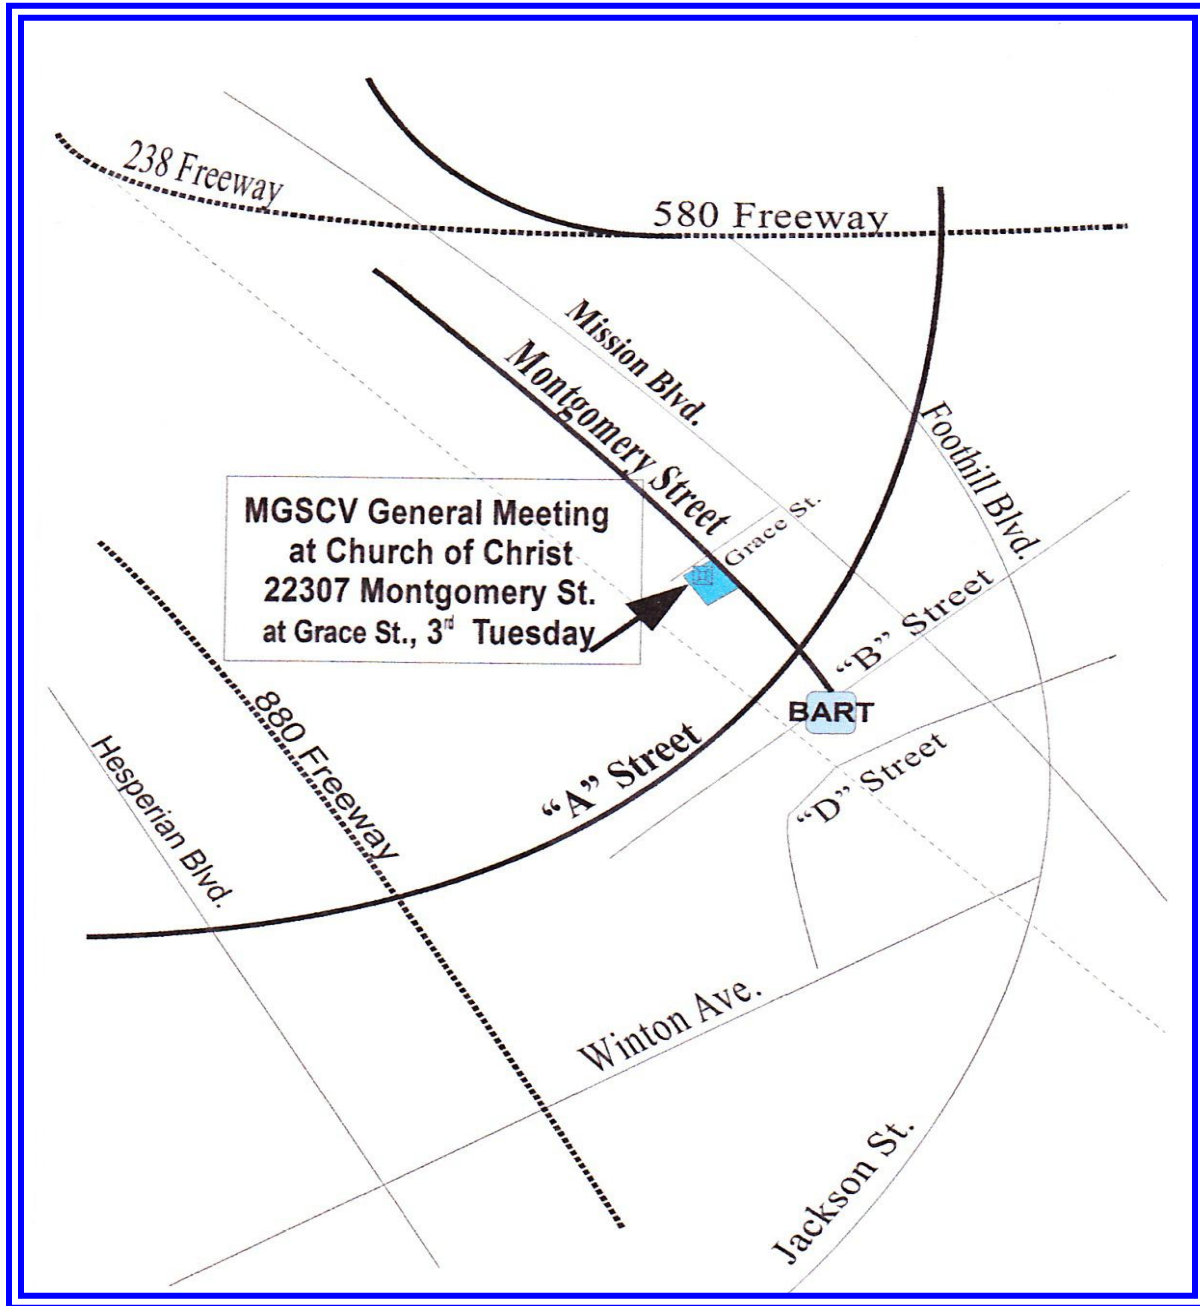 238 Freeway
580 Freeway
Mission Blvd.
Montgomery Street
Foothill Blvd.
Grace St.
MGSCV General Meeting
at Church of Christ
22307 Montgomery St.
at Grace St., 3rd Tuesday
“B” Street
BART
880 Freeway
“A” Street
“D” Street
Hesperian Blvd.
Winton Ave.
Jackson St.